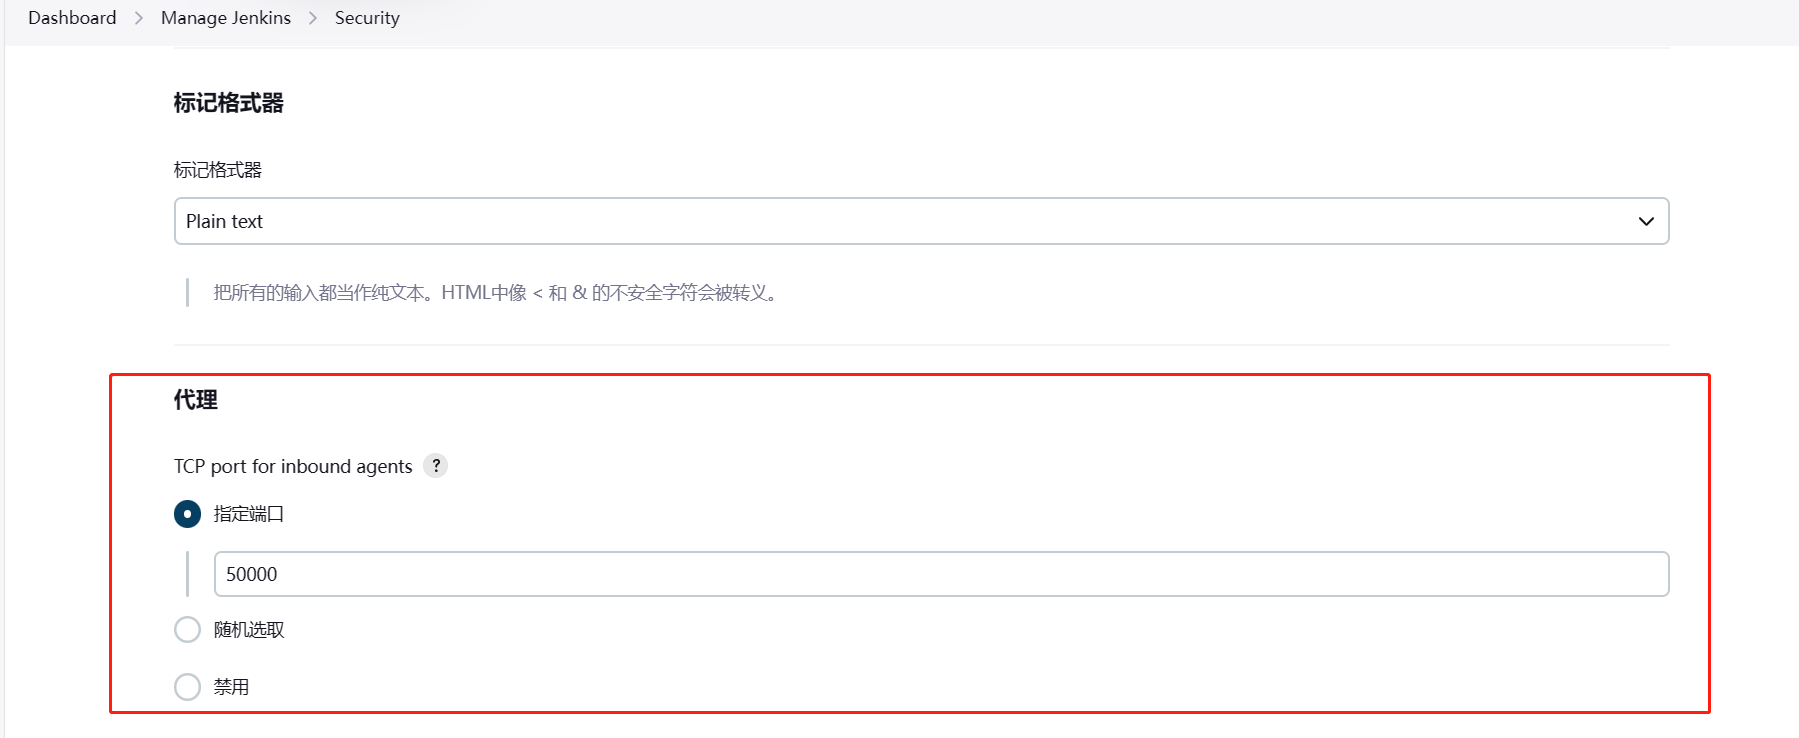 Dashboard > Manage Jenkins > Security
标记格式器
标记格式器
Plain text
把所有的输入都当作纯文本。HTML中像 < 和 & 的不安全字符会被转义。
代理
TCP port for inbound agents ?
指定端口
50000
随机选取
禁用